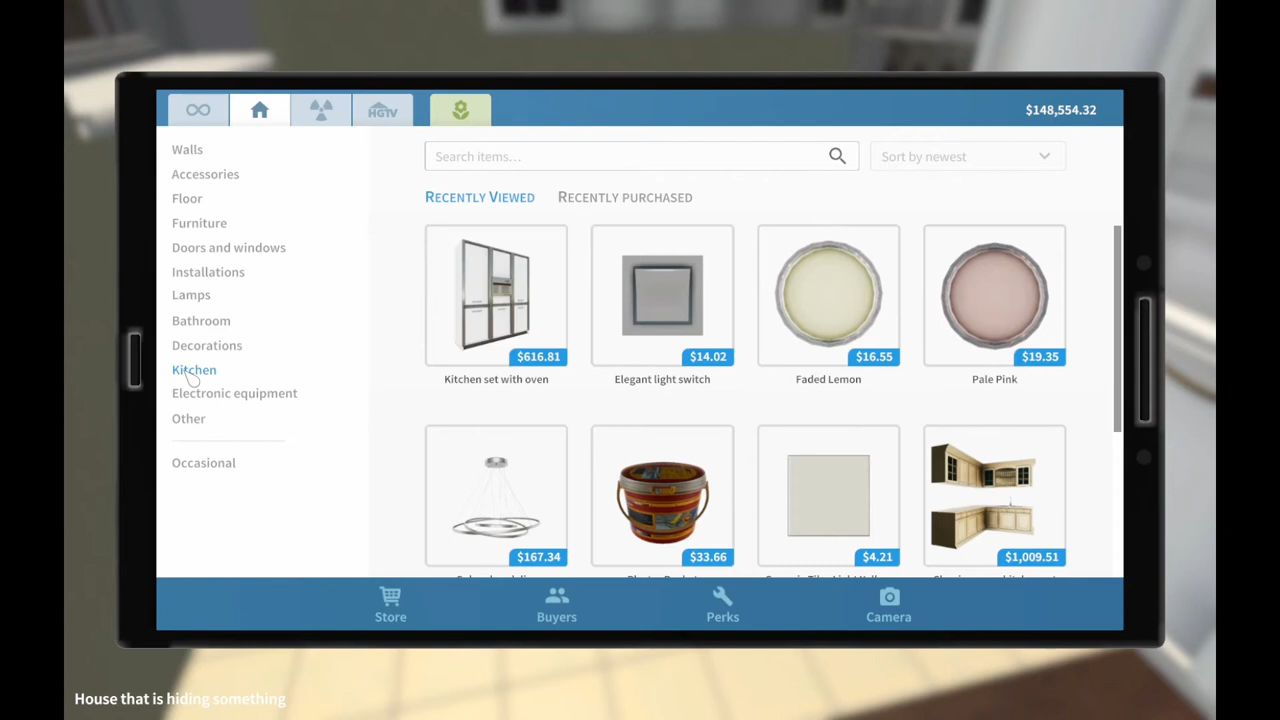 HGTV
$148,554.32
Walls
Accessories
Floor
Furniture
Doors and windows
Installations
Lamps
Bathroom
Decorations
Kitchen
Electronic equipment
Other
Occasional
Search items...
Sort by newest
RECENTLY VIEWED
RECENTLY PURCHASED
$616.81
$14.02
$16.55
$19.35
Kitchen set with oven
Elegant light switch
Faded Lemon
Pale Pink
$167.34
$33.66
$4.21
$1,009.51
Store
Buyers
Perks
Camera
House that is hiding something